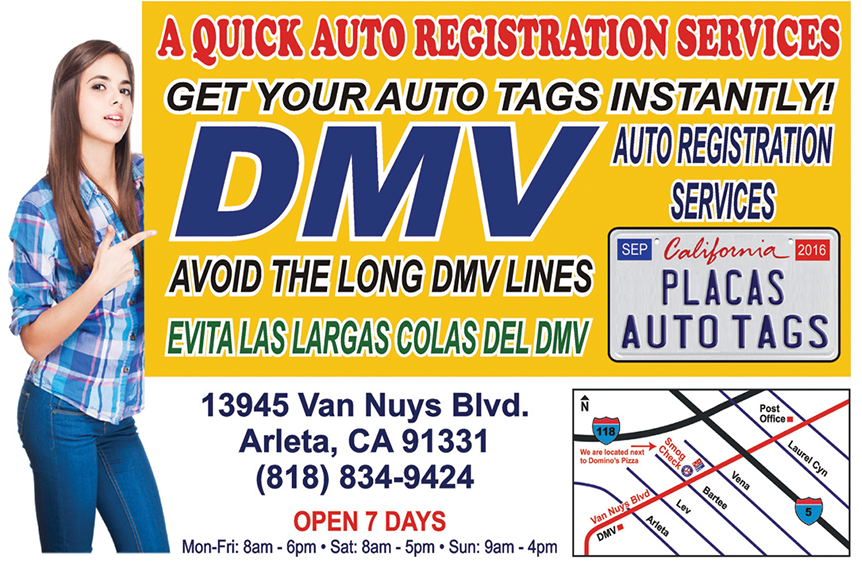 A QUICK AUTO REGISTRATION SERVICES
GET YOUR AUTO TAGS INSTANTLY!
DMV
AUTO REGISTRATION
SERVICES
AVOID THE LONG DMV LINES
EVITA LAS LARGAS COLAS DEL DMV
SEP
California
2016
PLACAS
AUTO TAGS
13945 Van Nuys Blvd.
Arleta, CA 91331
(818) 834-9424
OPEN 7 DAYS
Mon-Fri: 8am - 6pm • Sat: 8am - 5pm • Sun: 9am - 4pm
N
118
We are located next
to Domino's Pizza
Smog
Check
Post
Office
Laurel Cyn
Vena
Bartee
Lev
Arleta
Van Nuys Blvd
DMV
5